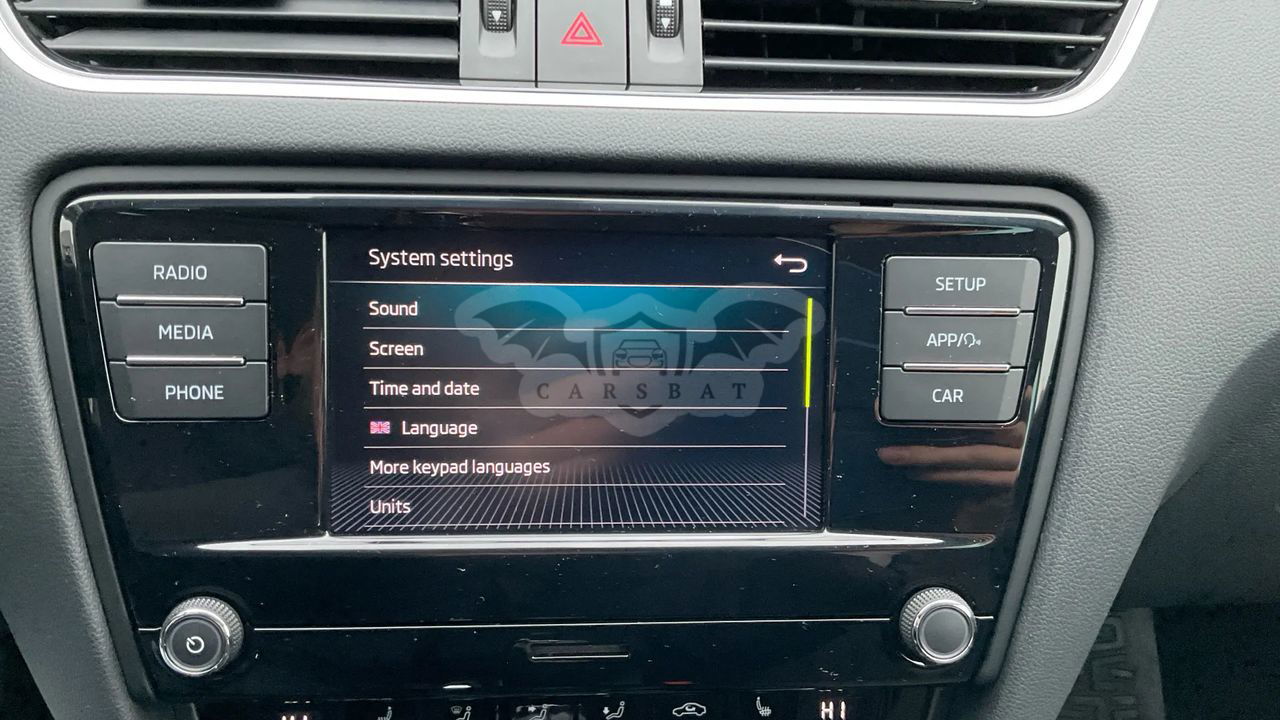 RADIO
MEDIA
PHONE
System settings
Sound
Screen
Time and date
Language
More keypad languages
Units
CARSBAT
SETUP
APP/
CAR
HI
HI